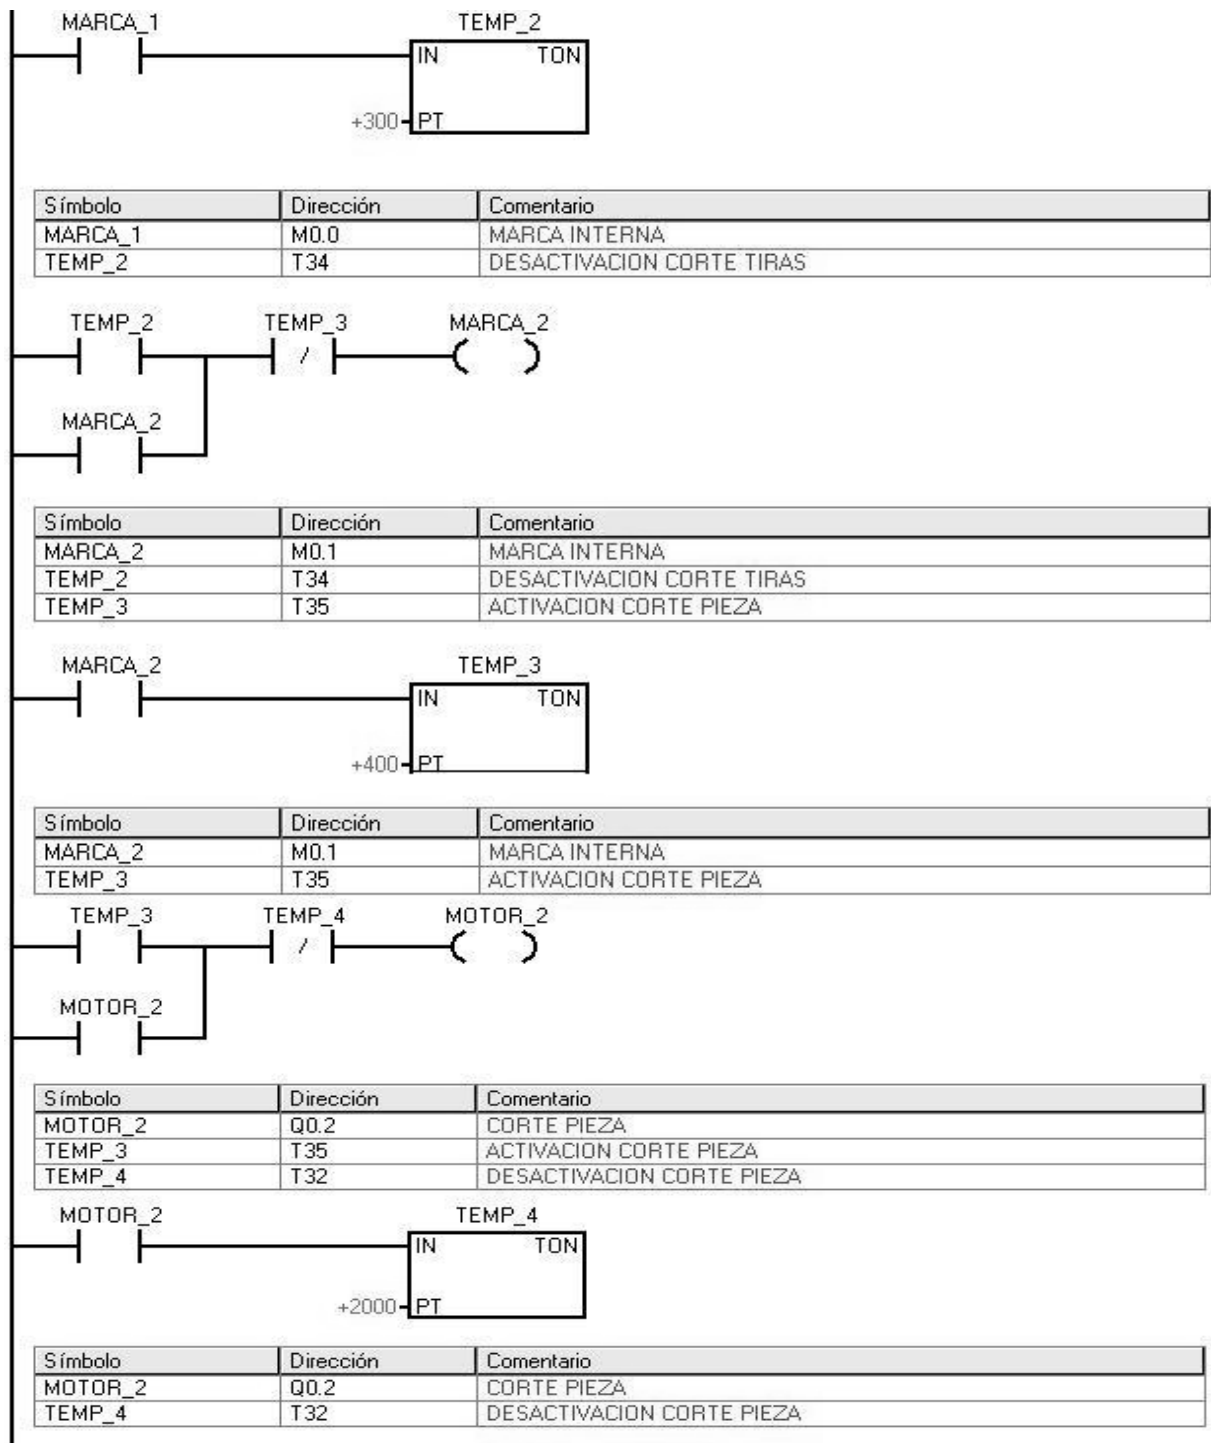 MARCA_1 TEMP_2
IN TON
+300 PT
Símbolo Dirección Comentario
MARCA_1 M0.0 MARCA INTERNA
TEMP_2 T34 DESACTIVACION CORTE TIRAS
TEMP_2 TEMP_3 MARCA_2
/
MARCA_2
Símbolo Dirección Comentario
MARCA_2 M0.1 MARCA INTERNA
TEMP_2 T34 DESACTIVACION CORTE TIRAS
TEMP_3 T35 ACTIVACION CORTE PIEZA
MARCA_2 TEMP_3
IN TON
+400 PT
Símbolo Dirección Comentario
MARCA_2 M0.1 MARCA INTERNA
TEMP_3 T35 ACTIVACION CORTE PIEZA
TEMP_3 TEMP_4 MOTOR_2
/
MOTOR_2
Símbolo Dirección Comentario
MOTOR_2 Q0.2 CORTE PIEZA
TEMP_3 T35 ACTIVACION CORTE PIEZA
TEMP_4 T32 DESACTIVACION CORTE PIEZA
MOTOR_2 TEMP_4
IN TON
+2000 PT
Símbolo Dirección Comentario
MOTOR_2 Q0.2 CORTE PIEZA
TEMP_4 T32 DESACTIVACION CORTE PIEZA